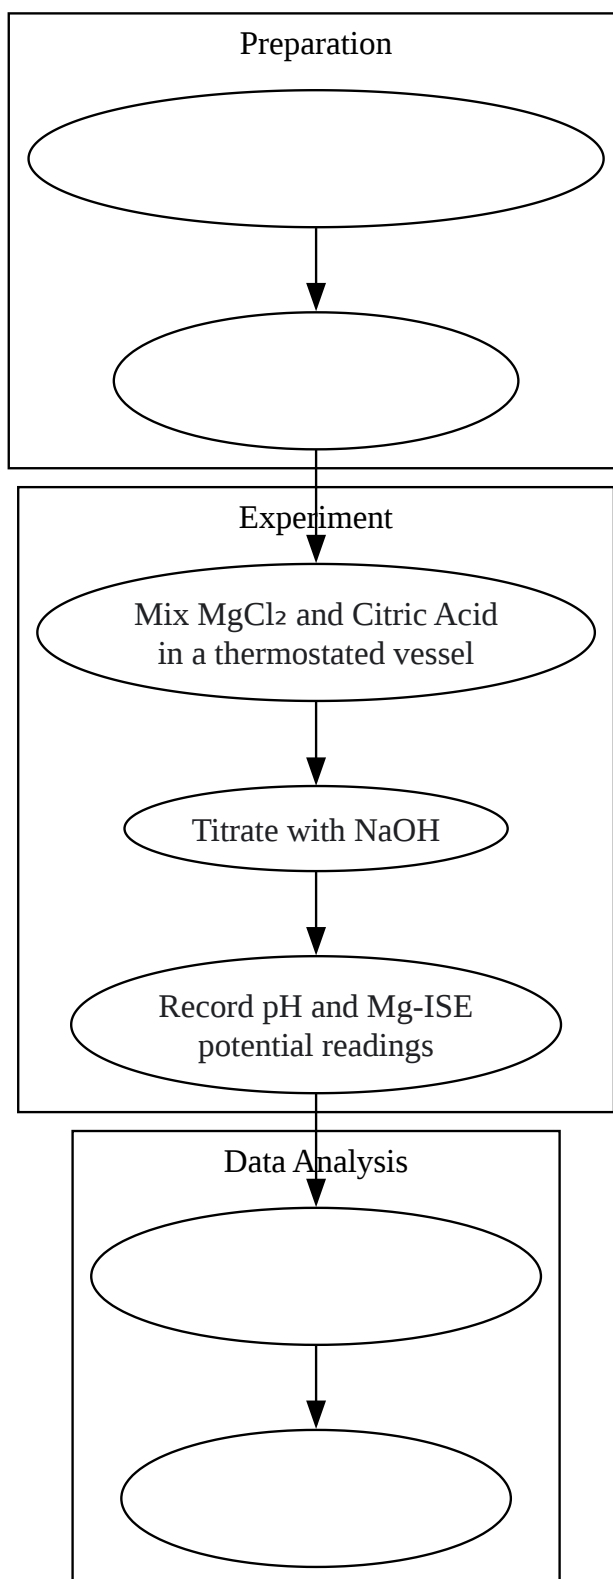 Preparation
Experiment
Mix MgCl₂ and Citric Acid
in a thermostated vessel
Titrate with NaOH
Record pH and Mg-ISE
potential readings
Data Analysis